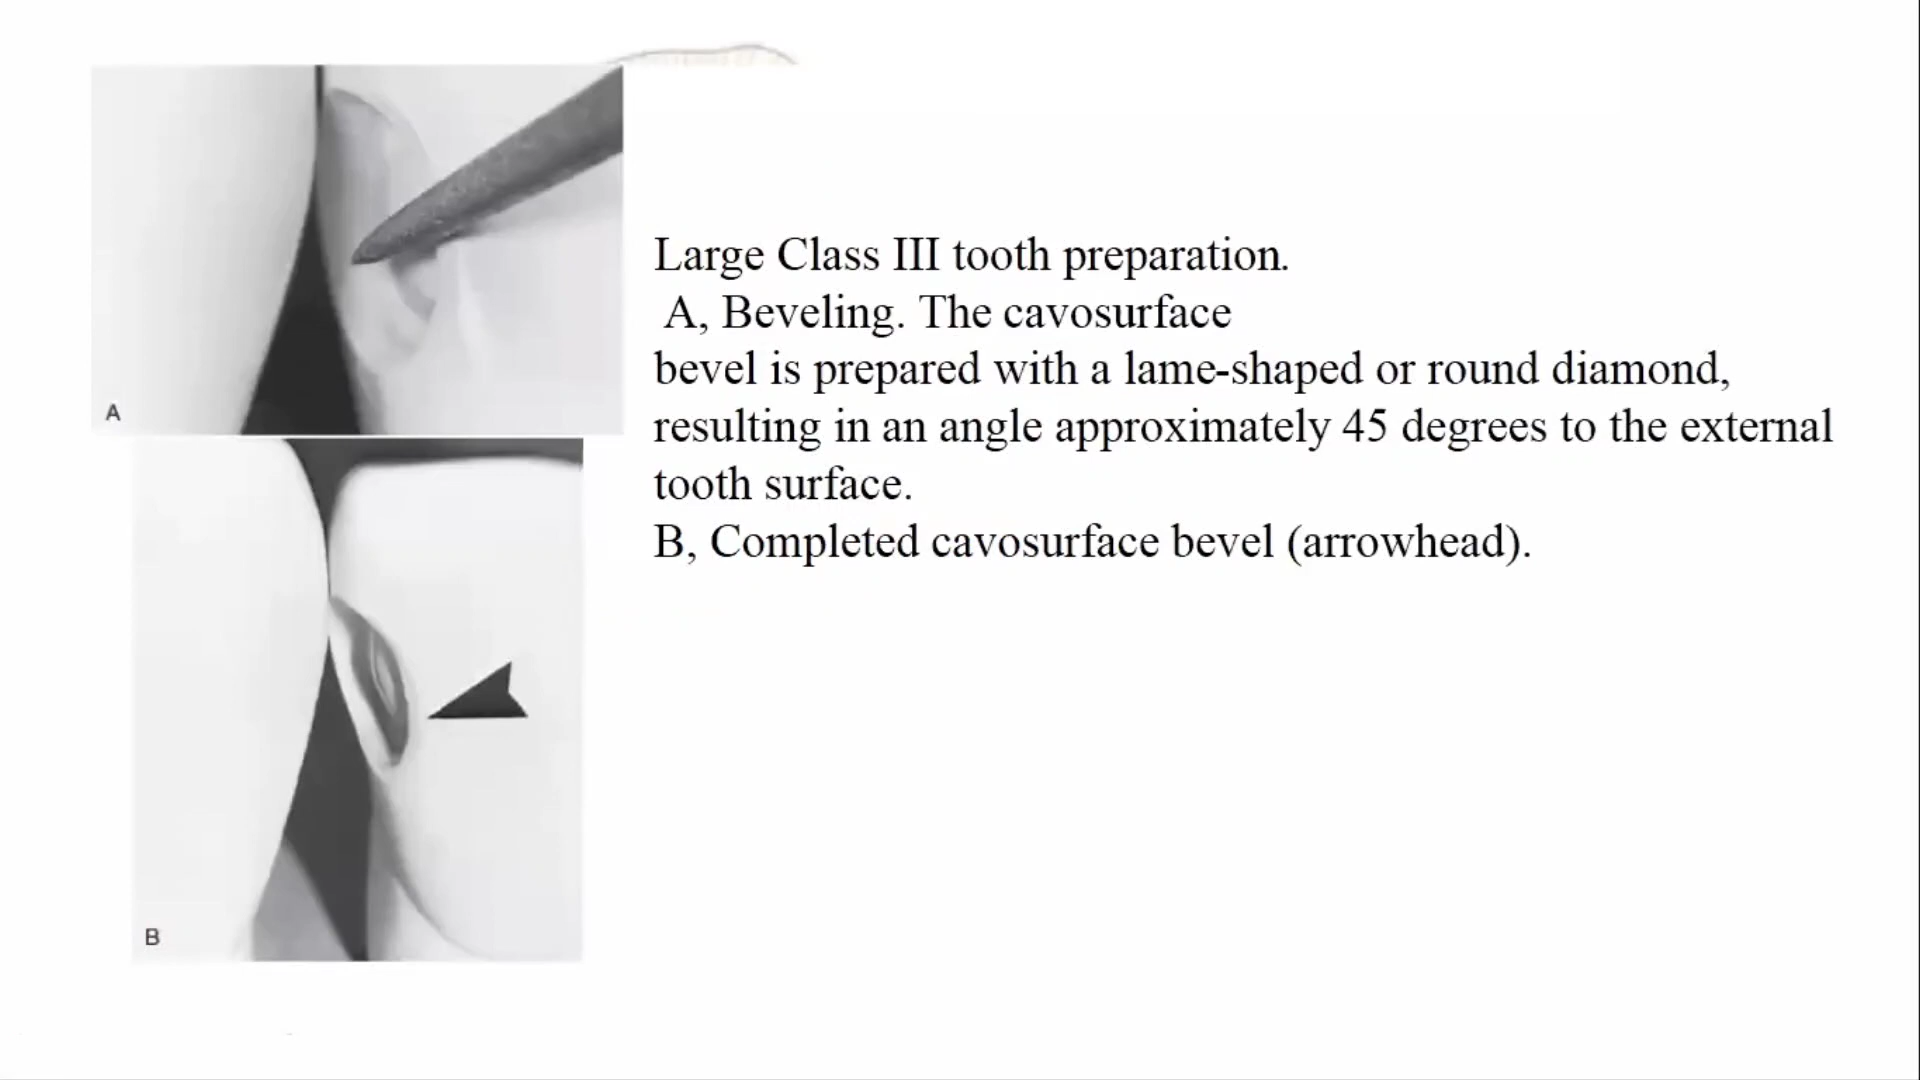 Large Class III tooth preparation.
A, Beveling. The cavosurface
bevel is prepared with a lame-shaped or round diamond,
resulting in an angle approximately 45 degrees to the external
tooth surface.
B, Completed cavosurface bevel (arrowhead).
A
B